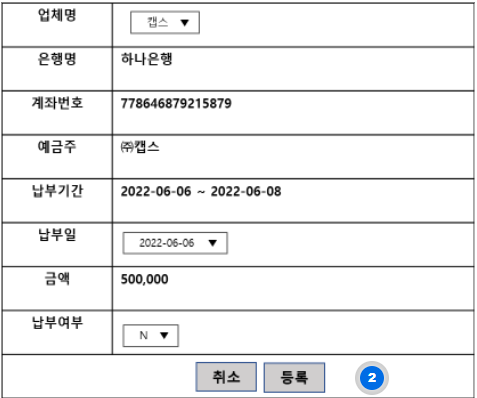 업체명 캡스 ▼
은행명 하나은행
계좌번호 778646879215879
예금주 ㈜캡스
납부기간 2022-06-06 ~ 2022-06-08
납부일 2022-06-06 ▼
금액 500,000
납부여부 N ▼
취소 등록 2